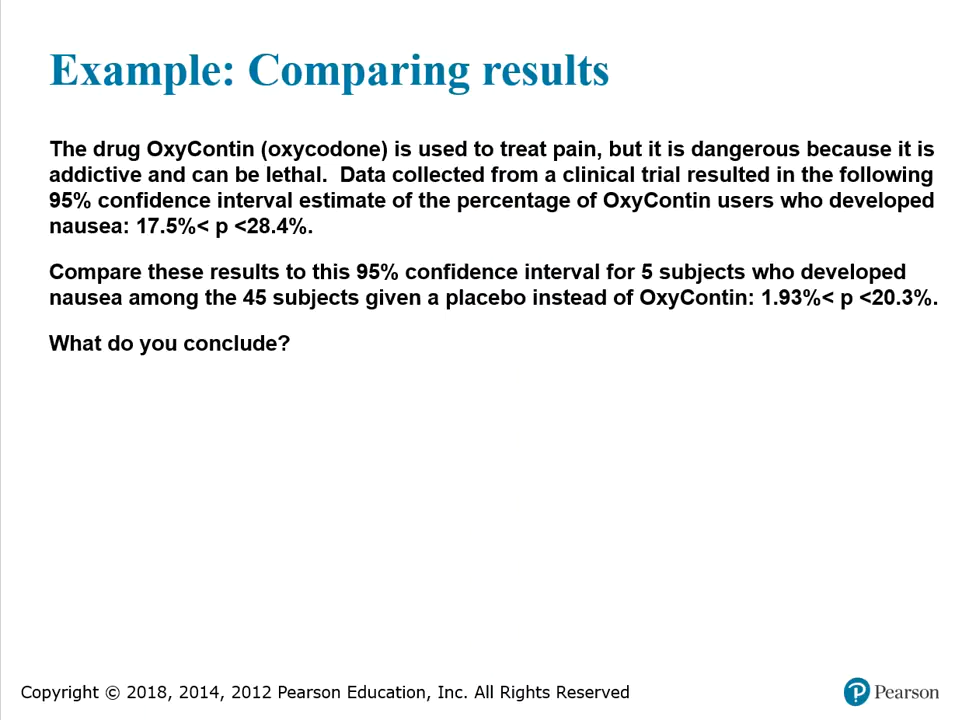 Example: Comparing results
The drug OxyContin (oxycodone) is used to treat pain, but it is dangerous because it is
addictive and can be lethal.  Data collected from a clinical trial resulted in the following
95% confidence interval estimate of the percentage of OxyContin users who developed
nausea: 17.5%< p <28.4%.
Compare these results to this 95% confidence interval for 5 subjects who developed
nausea among the 45 subjects given a placebo instead of OxyContin: 1.93%< p <20.3%.
What do you conclude?
Copyright © 2018, 2014, 2012 Pearson Education, Inc. All Rights Reserved
P Pearson